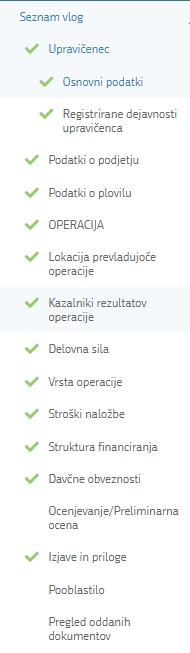 Seznam vlog
Upravičenec
Osnovni podatki
Registrirane dejavnosti
upravičenca
Podatki o podjetju
Podatki o plovilu
OPERACIJA
Lokacija prevladujoče
operacije
Kazalniki rezultatov
operacije
Delovna sila
Vrsta operacije
Stroški naložbe
Struktura financiranja
Davčne obveznosti
Ocenjevanje/Preliminarna
ocena
Izjave in priloge
Pooblastilo
Pregled oddanih
dokumentov